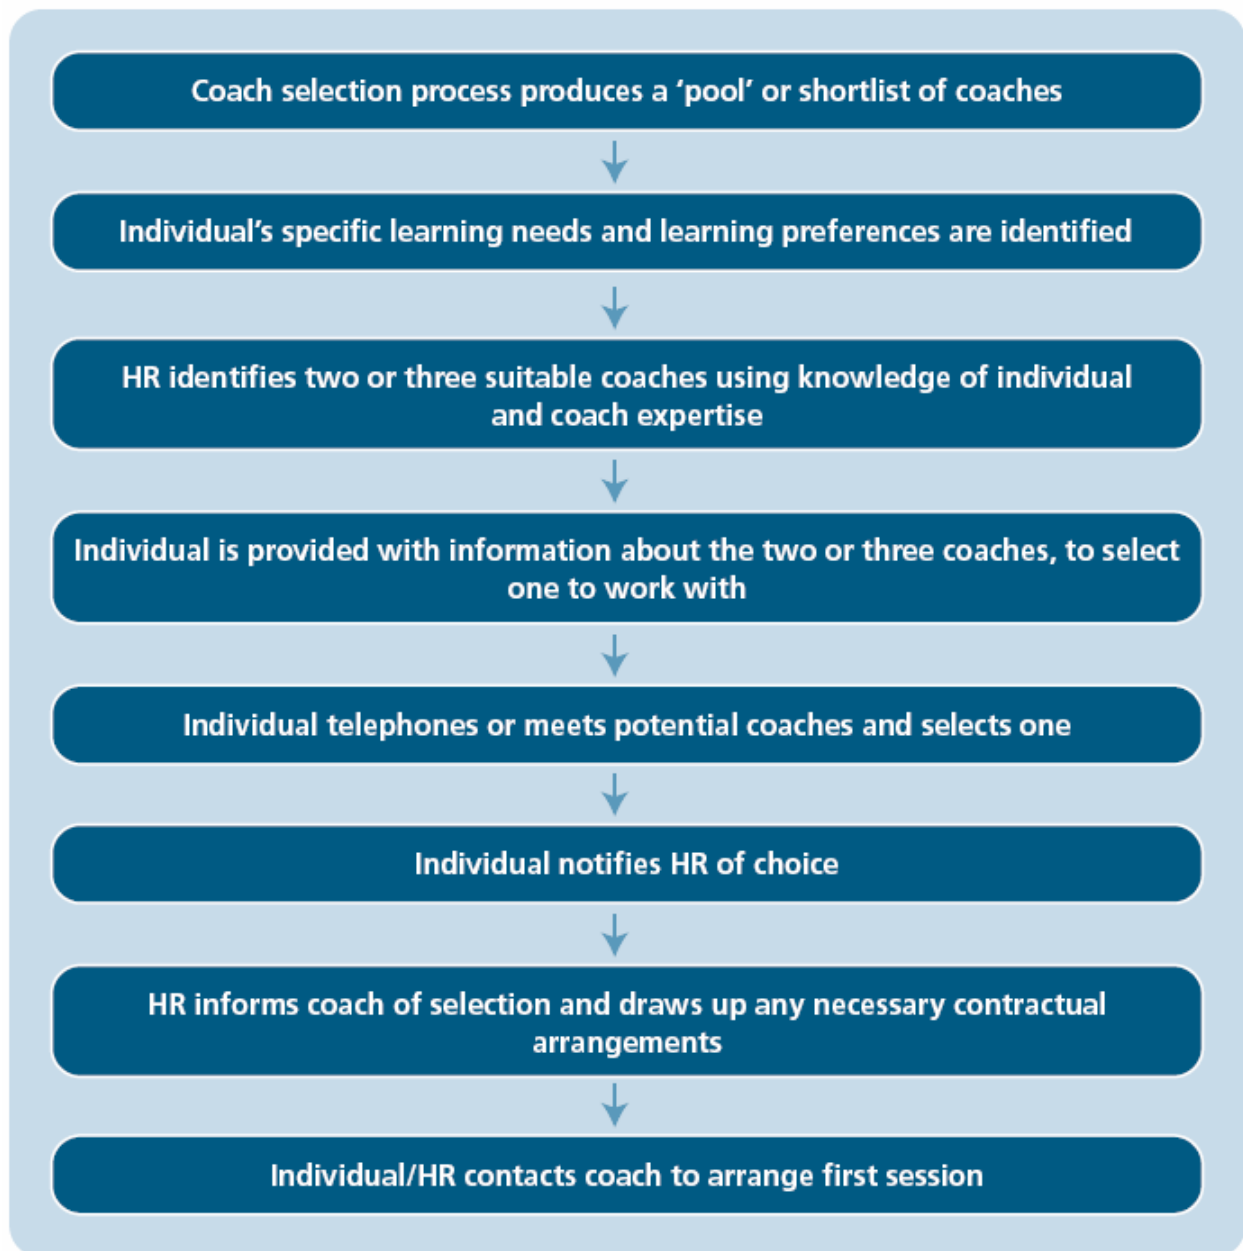 Coach selection process produces a ‘pool’ or shortlist of coaches
Individual’s specific learning needs and learning preferences are identified
HR identifies two or three suitable coaches using knowledge of individual
and coach expertise
Individual is provided with information about the two or three coaches, to select
one to work with
Individual telephones or meets potential coaches and selects one
Individual notifies HR of choice
HR informs coach of selection and draws up any necessary contractual
arrangements
Individual/HR contacts coach to arrange first session